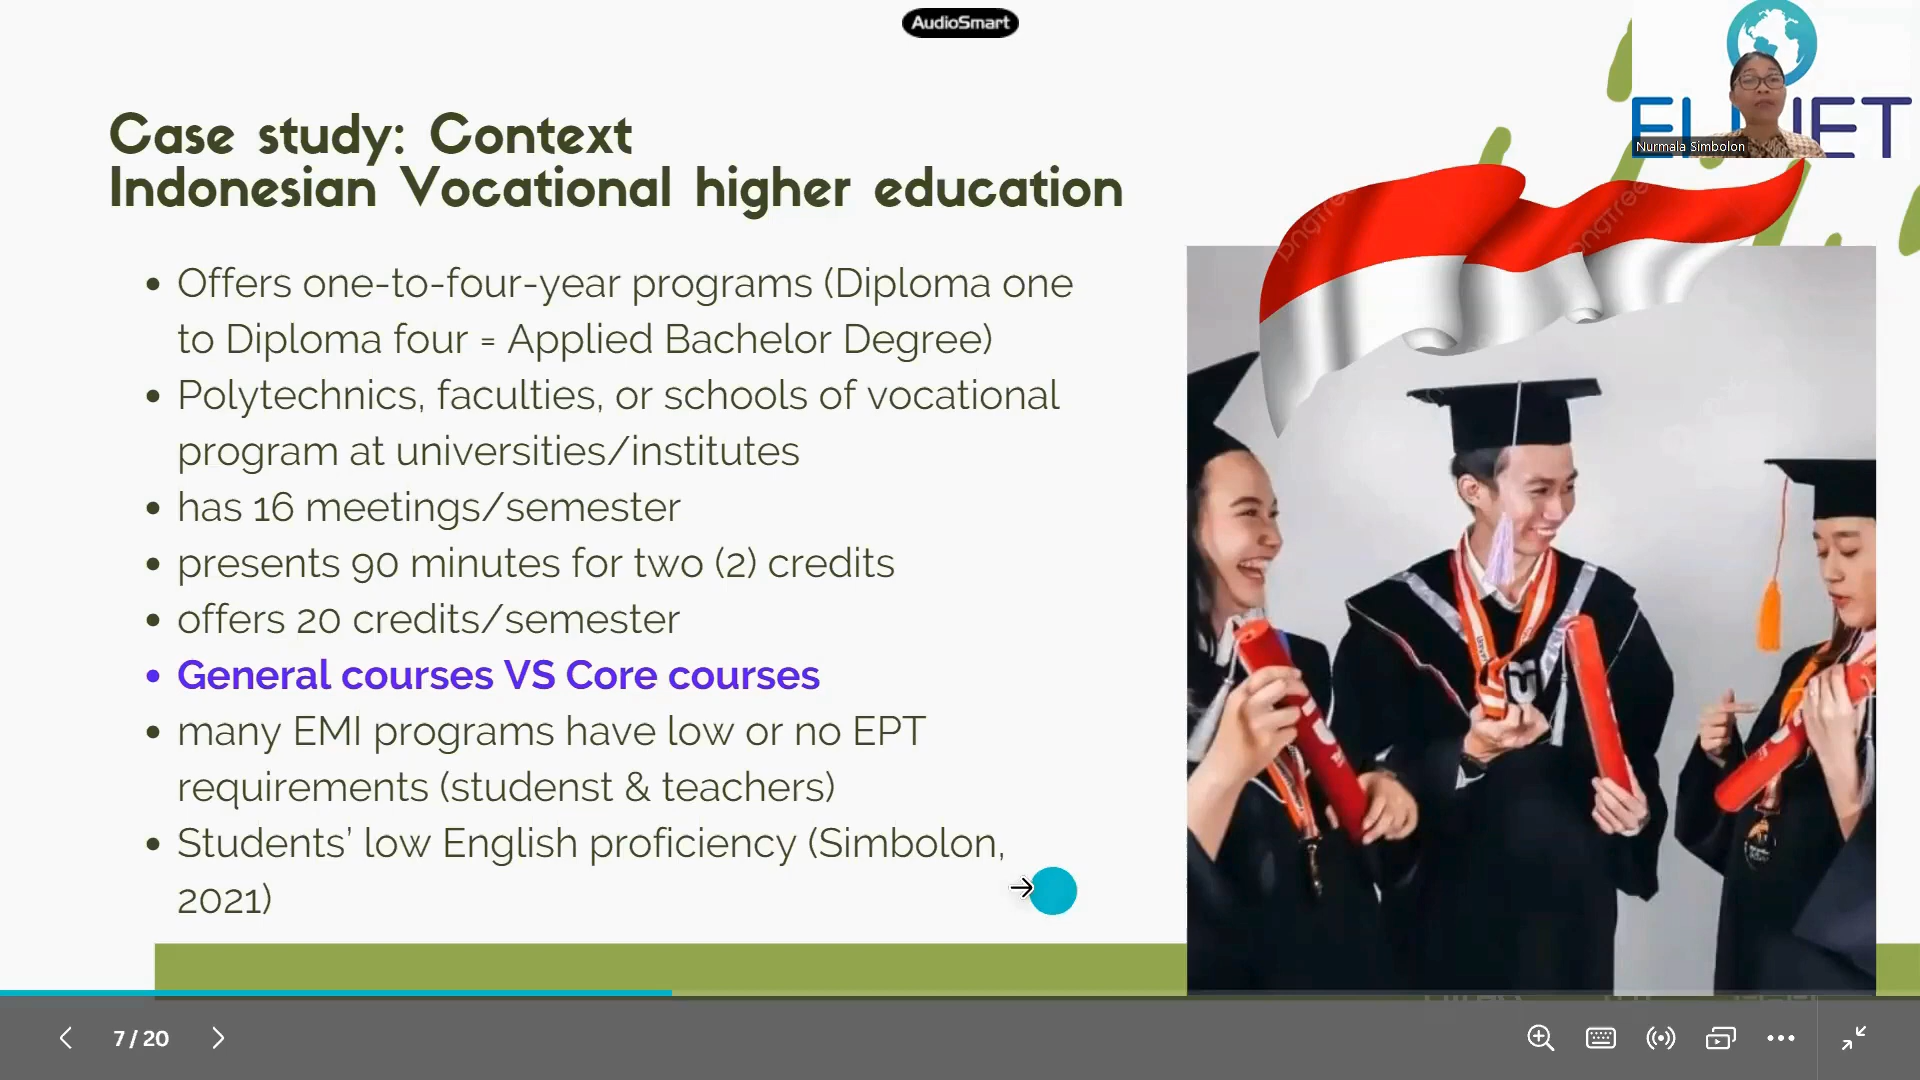 AudioSmart
Case study: Context
Indonesian Vocational higher education
• Offers one-to-four-year programs (Diploma one
to Diploma four = Applied Bachelor Degree)
• Polytechnics, faculties, or schools of vocational
program at universities/institutes
• has 16 meetings/semester
• presents 90 minutes for two (2) credits
• offers 20 credits/semester
• General courses VS Core courses
• many EMI programs have low or no EPT
requirements (studenst & teachers)
• Students’ low English proficiency (Simbolon,
2021)
Nurmala Simbolon
7 / 20